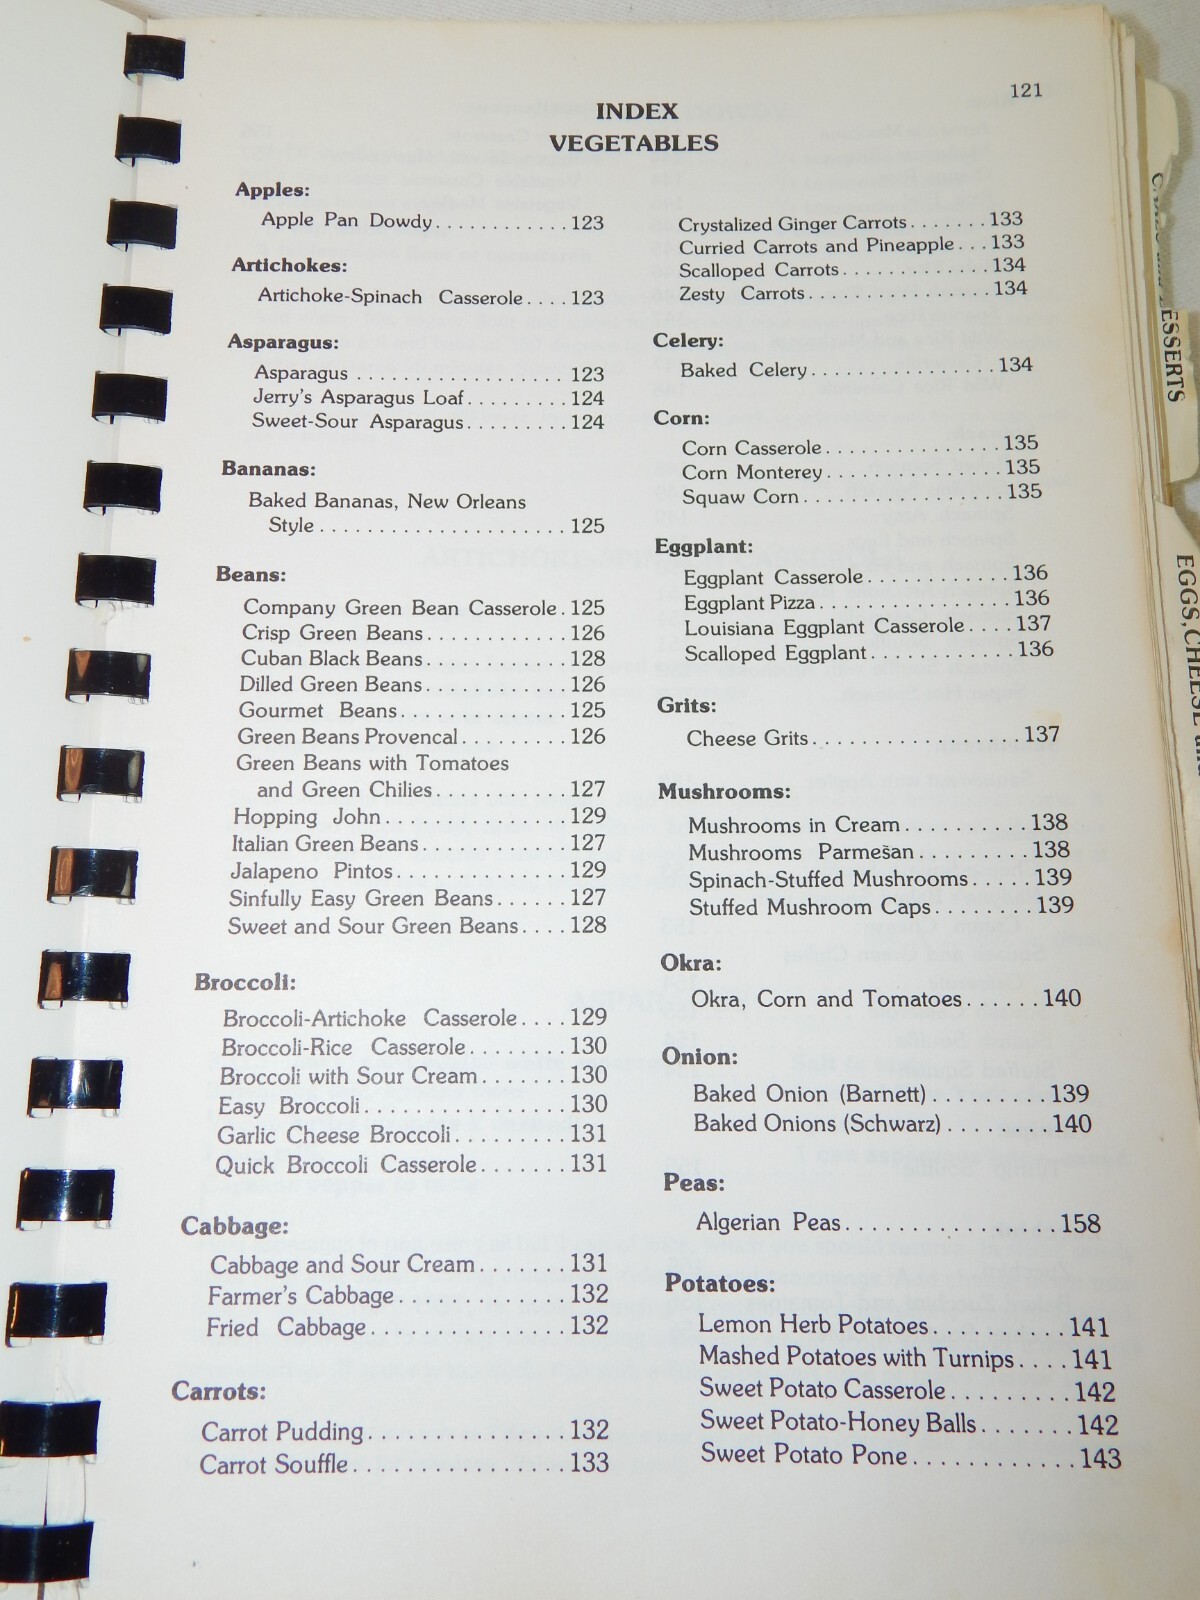 121
INDEX
VEGETABLES
Apples:
Apple Pan Dowdy............123
Artichokes:
Artichoke-Spinach Casserole....123
Asparagus:
Asparagus ..................123
Jerry's Asparagus Loaf.........124
Sweet-Sour Asparagus.........124
Bananas:
Baked Bananas, New Orleans
Style......................125
Beans:
Company Green Bean Casserole.125
Crisp Green Beans............126
Cuban Black Beans............128
Dilled Green Beans............126
Gourmet Beans...............125
Green Beans Provencal.........126
Green Beans with Tomatoes
and Green Chilies............127
Hopping John................129
Italian Green Beans............127
Jalapeno Pintos...............129
Sinfully Easy Green Beans......127
Sweet and Sour Green Beans....128
Broccoli:
Broccoli-Artichoke Casserole....129
Broccoli-Rice Casserole........130
Broccoli with Sour Cream.......130
Easy Broccoli.................130
Garlic Cheese Broccoli.........131
Quick Broccoli Casserole.......131
Cabbage:
Cabbage and Sour Cream.......131
Farmer's Cabbage.............132
Fried Cabbage................132
Carrots:
Carrot Pudding...............132
Carrot Souffle.................133
Crystalized Ginger Carrots.......133
Curried Carrots and Pineapple...133
Scalloped Carrots.............134
Zesty Carrots................134
Celery:
Baked Celery................134
Corn:
Corn Casserole...............135
Corn Monterey...............135
Squaw Corn.................135
Eggplant:
Eggplant Casserole............136
Eggplant Pizza................136
Louisiana Eggplant Casserole....137
Scalloped Eggplant............136
Grits:
Cheese Grits.................137
Mushrooms:
Mushrooms in Cream..........138
Mushrooms Parmesan.........138
Spinach-Stuffed Mushrooms.....139
Stuffed Mushroom Caps........139
Okra:
Okra, Corn and Tomatoes......140
Onion:
Baked Onion (Barnett).........139
Baked Onions (Schwarz)........140
Peas:
Algerian Peas.................158
Potatoes:
Lemon Herb Potatoes..........141
Mashed Potatoes with Turnips....141
Sweet Potato Casserole.........142
Sweet Potato-Honey Balls.......142
Sweet Potato Pone............143
EGGS, CHEESE and